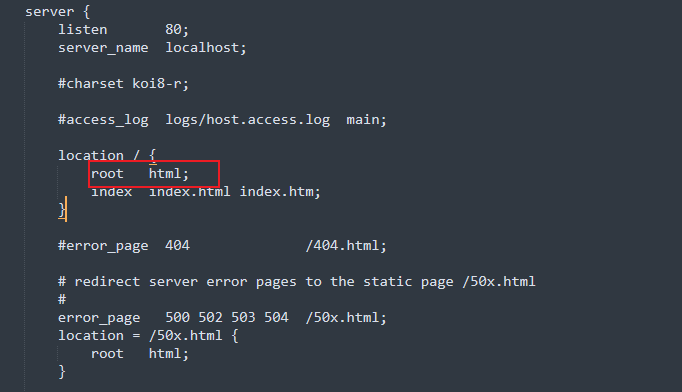 server {
    listen       80;
    server_name  localhost;

    #charset koi8-r;

    #access_log  logs/host.access.log  main;

    location / {
        root   html;
        index  index.html index.htm;
    }

    #error_page  404              /404.html;

    # redirect server error pages to the static page /50x.html
    #
    error_page   500 502 503 504  /50x.html;
    location = /50x.html {
        root   html;
    }